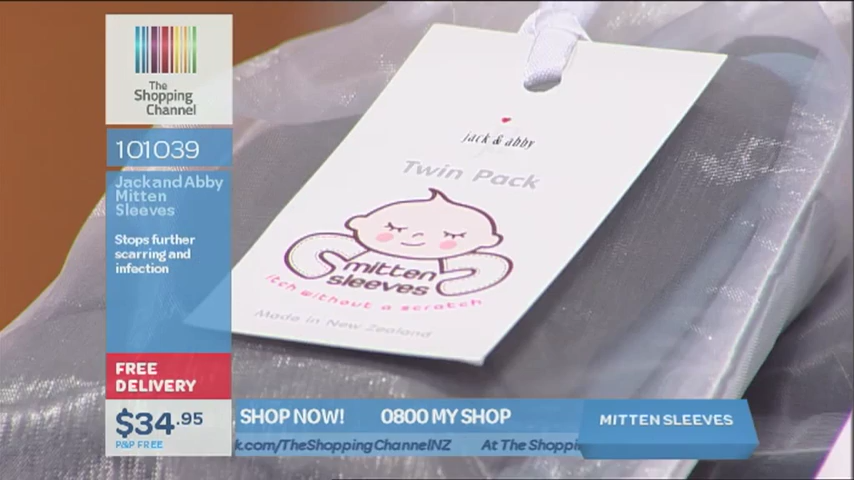 The
Shopping
Channel
101039
Jack and Abby
Mitten
Sleeves
Stops further
scarring and
infection
FREE
DELIVERY
$34.95
P&P FREE
jack & abby
Twin Pack
mitten
sleeves
itch without a scratch
Made in New Zealand
SHOP NOW! 0800 MY SHOP
MITTEN SLEEVES
k.com/TheShoppingChannelNZ At The Shoppin